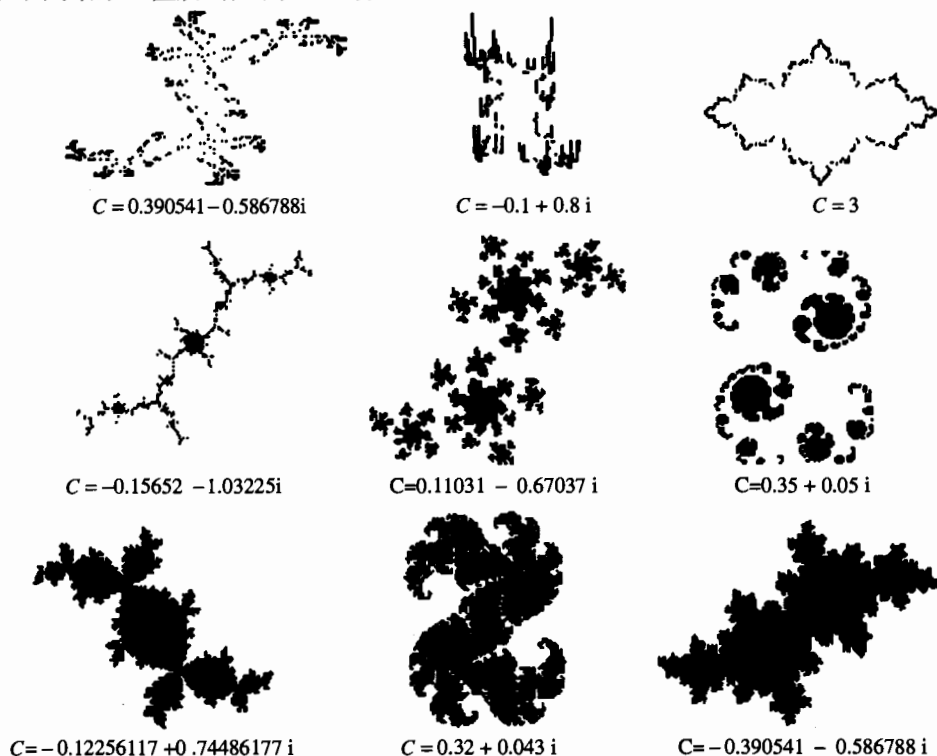 C = 0.390541 – 0.586788i
C = –0.1 + 0.8 i
C = 3
C = –0.15652 –1.03225i
C=0.11031 – 0.67037 i
C=0.35 + 0.05 i
C= – 0.12256117 +0 .74486177 i
C = 0.32 + 0.043 i
C= –0.390541 – 0.586788 i